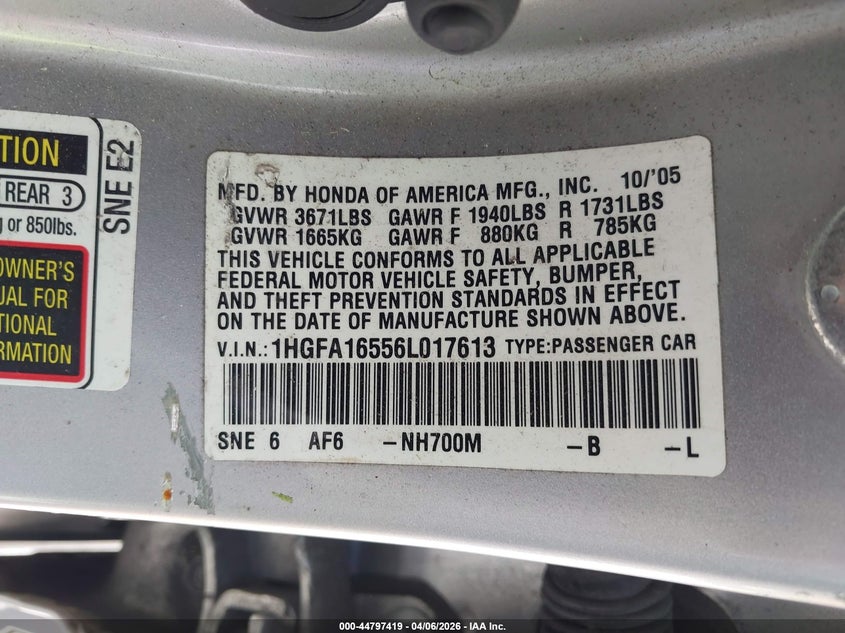 TION
REAR 3
g or 850lbs.
OWNER'S
UAL FOR
TIONAL
FORMATION
SNE E2
MFD. BY HONDA OF AMERICA MFG., INC. 10/'05
GVWR 3671LBS GAWR F 1940LBS R 1731LBS
GVWR 1665KG GAWR F 880KG R 785KG
THIS VEHICLE CONFORMS TO ALL APPLICABLE
FEDERAL MOTOR VEHICLE SAFETY, BUMPER,
AND THEFT PREVENTION STANDARDS IN EFFECT
ON THE DATE OF MANUFACTURE SHOWN ABOVE.
V.I.N.: 1HGFA16556L017613 TYPE:PASSENGER CAR
SNE 6 AF6 -NH700M -B -L
000-44797419 - 04/06/2026 - IAA Inc.